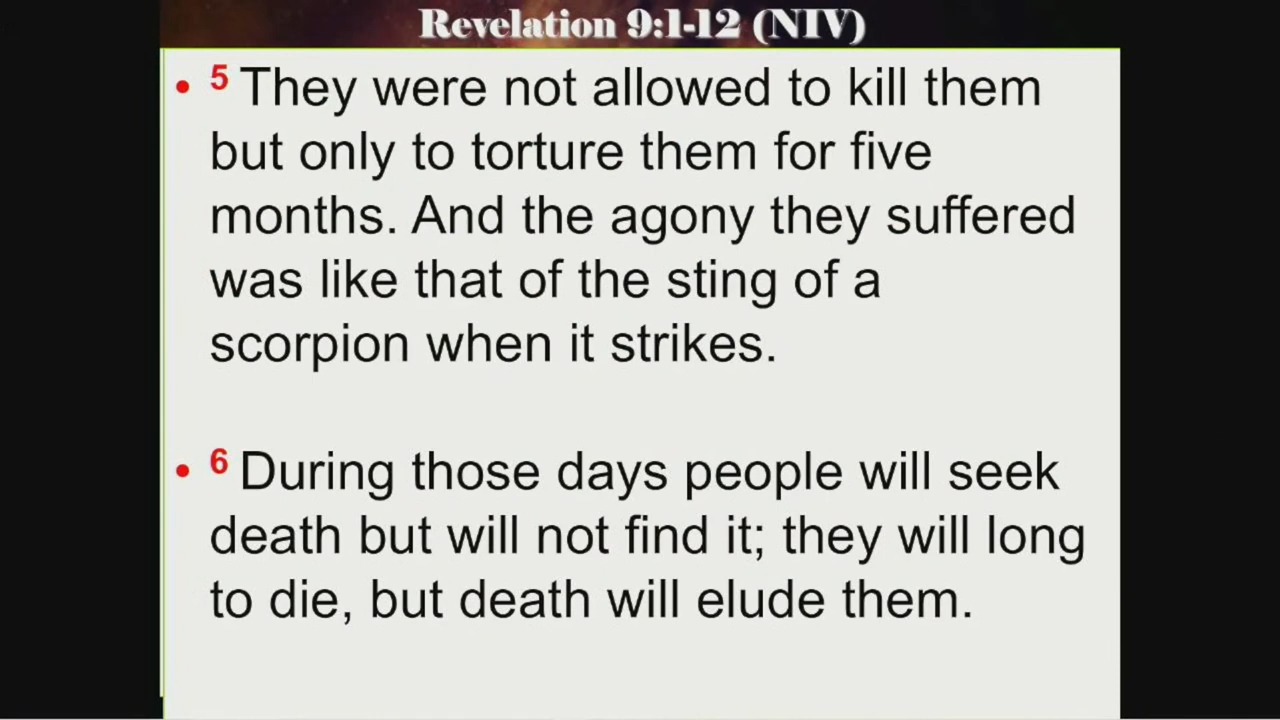 Revelation 9:1-12 (NIV)
• 5 They were not allowed to kill them
but only to torture them for five
months. And the agony they suffered
was like that of the sting of a
scorpion when it strikes.
• 6 During those days people will seek
death but will not find it; they will long
to die, but death will elude them.